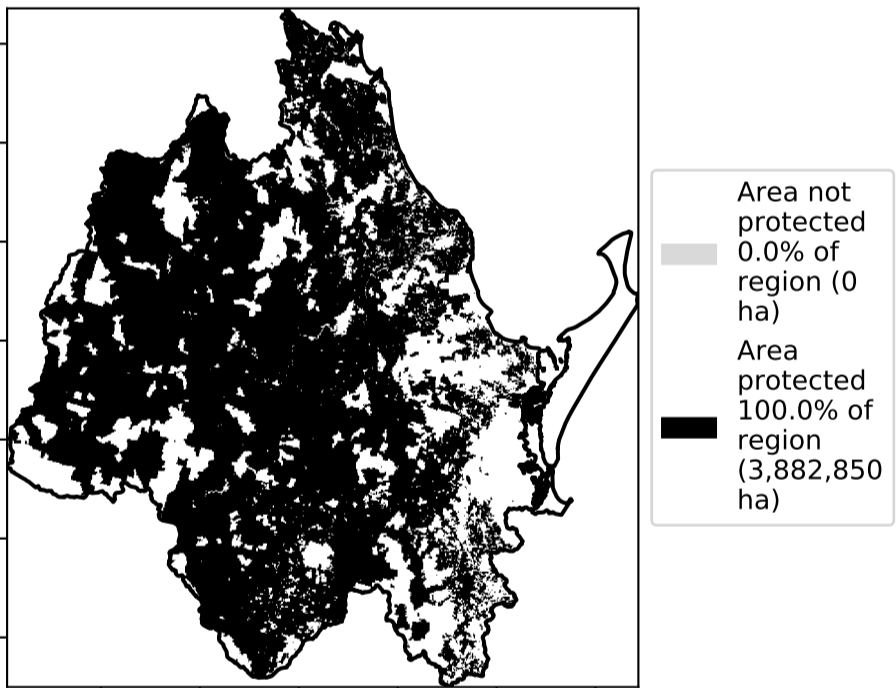 Area not
protected
0.0% of
region (0
ha)
Area
protected
100.0% of
region
(3,882,850
ha)